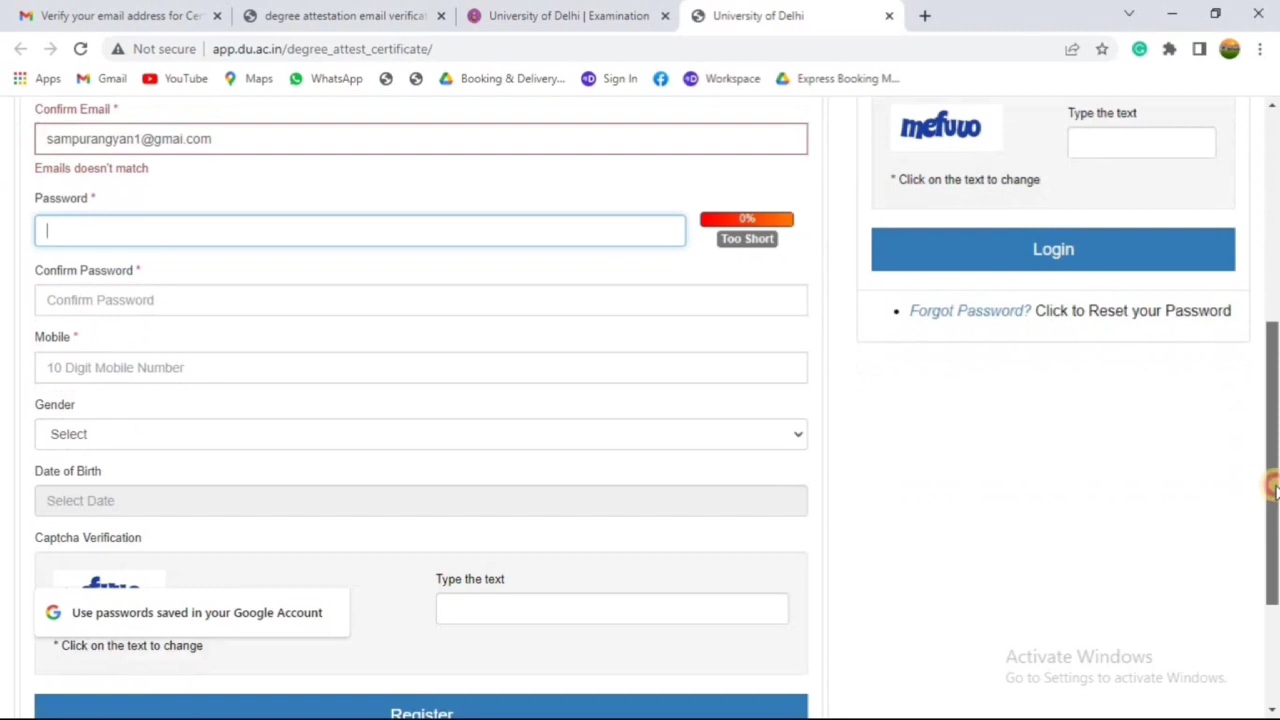 Verify your email address for Cer
degree attestation email verificat
University of Delhi | Examination
University of Delhi
Not secure
app.du.ac.in/degree_attest_certificate/
Apps
Gmail
YouTube
Maps
WhatsApp
Booking & Delivery...
Sign In
Workspace
Express Booking M...
Confirm Email *
sampurangyan1@gmai.com
Emails doesn't match
Password *
0%
Too Short
Confirm Password *
Confirm Password
Mobile *
10 Digit Mobile Number
Gender
Select
Date of Birth
Select Date
Captcha Verification
Type the text
Use passwords saved in your Google Account
* Click on the text to change
Register
mefuuo
Type the text
* Click on the text to change
Login
Forgot Password? Click to Reset your Password
Activate Windows
Go to Settings to activate Windows.